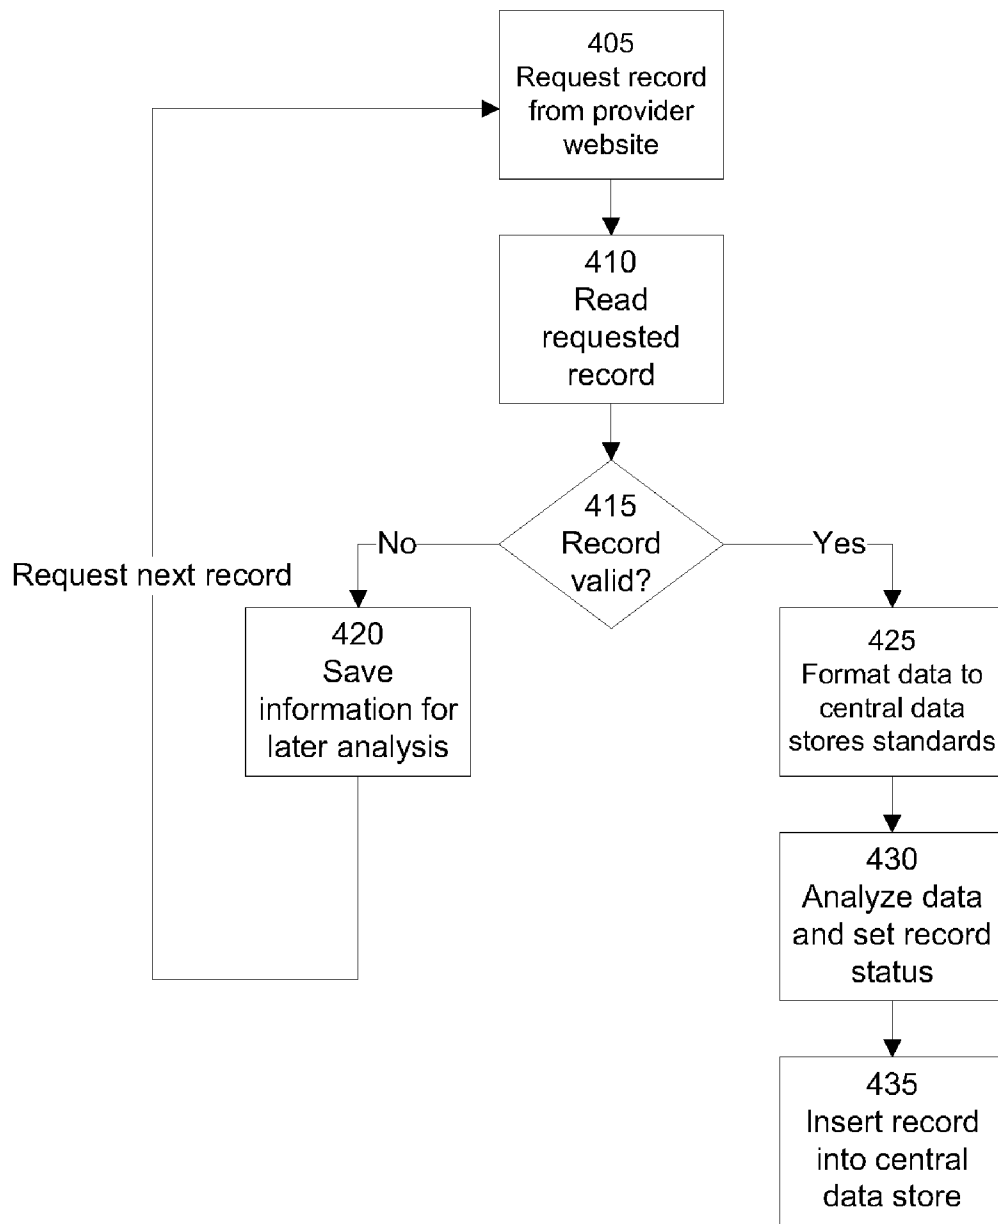 405
Request record
from provider
website
410
Read
requested
record
415
Record
valid?
No
Yes
Request next record
420
Save
information for
later analysis
425
Format data to
central data
stores standards
430
Analyze data
and set record
status
435
Insert record
into central
data store